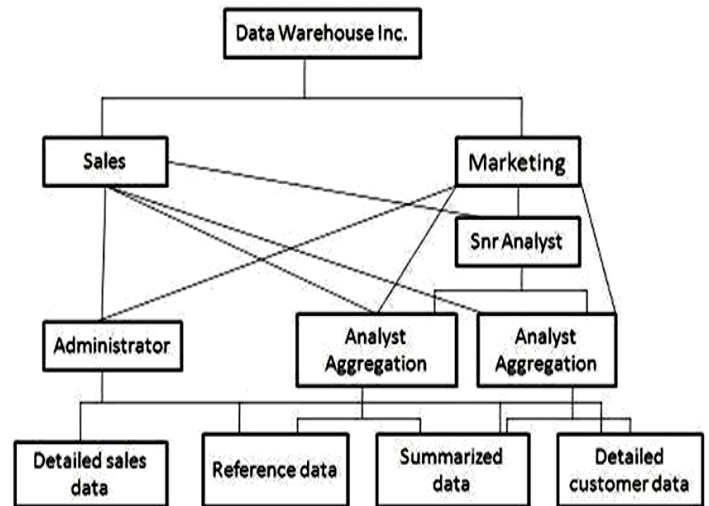 Data Warehouse Inc.
Sales
Marketing
Snr Analyst
Administrator
Analyst
Aggregation
Analyst
Aggregation
Detailed sales
data
Reference data
Summarized
data
Detailed
customer data